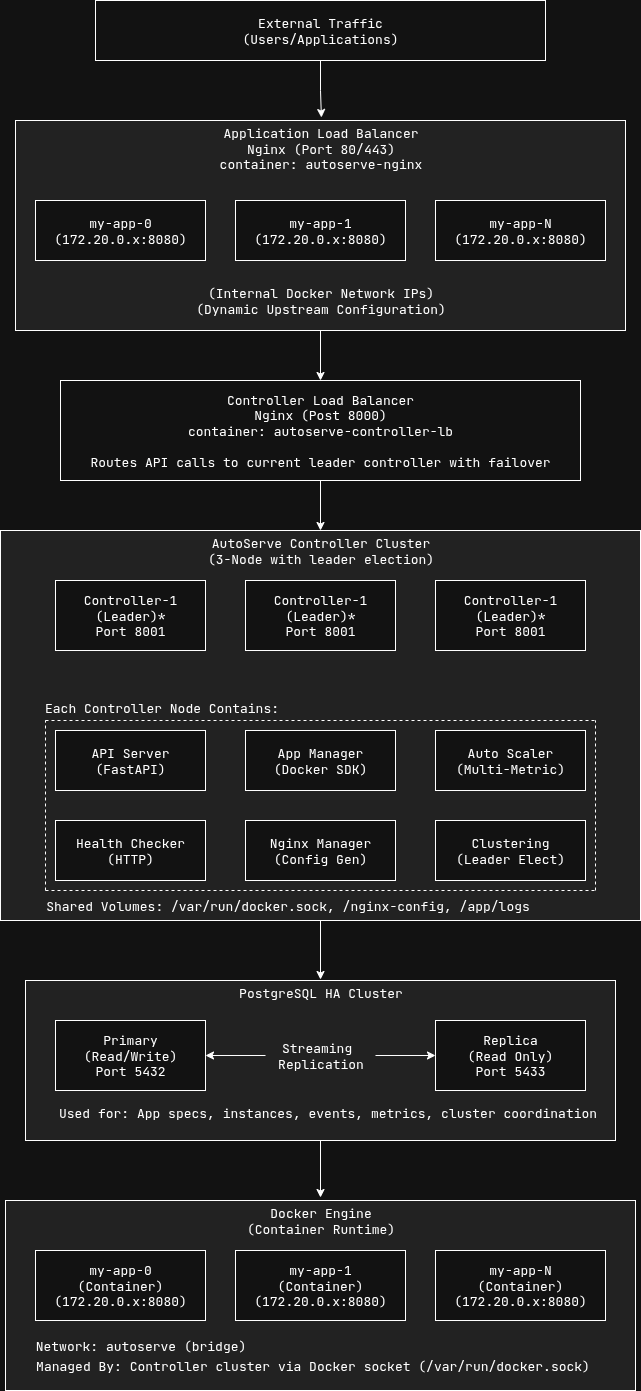 External Traffic
(Users/Applications)
Application Load Balancer
Nginx (Port 80/443)
container: autoserve-nginx
my-app-0
(172.20.0.x:8080)
my-app-1
(172.20.0.x:8080)
my-app-N
(172.20.0.x:8080)
(Internal Docker Network IPs)
(Dynamic Upstream Configuration)
Controller Load Balancer
Nginx (Post 8000)
container: autoserve-controller-lb
Routes API calls to current leader controller with failover
AutoServe Controller Cluster
(3-Node with leader election)
Controller-1
(Leader)*
Port 8001
Controller-1
(Leader)*
Port 8001
Controller-1
(Leader)*
Port 8001
Each Controller Node Contains:
API Server
(FastAPI)
App Manager
(Docker SDK)
Auto Scaler
(Multi-Metric)
Health Checker
(HTTP)
Nginx Manager
(Config Gen)
Clustering
(Leader Elect)
Shared Volumes: /var/run/docker.sock, /nginx-config, /app/logs
PostgreSQL HA Cluster
Primary
(Read/Write)
Port 5432
Streaming
Replication
Replica
(Read Only)
Port 5433
Used for: App specs, instances, events, metrics, cluster coordination
Docker Engine
(Container Runtime)
my-app-0
(Container)
(172.20.0.x:8080)
my-app-1
(Container)
(172.20.0.x:8080)
my-app-N
(Container)
(172.20.0.x:8080)
Network: autoserve (bridge)
Managed By: Controller cluster via Docker socket (/var/run/docker.sock)